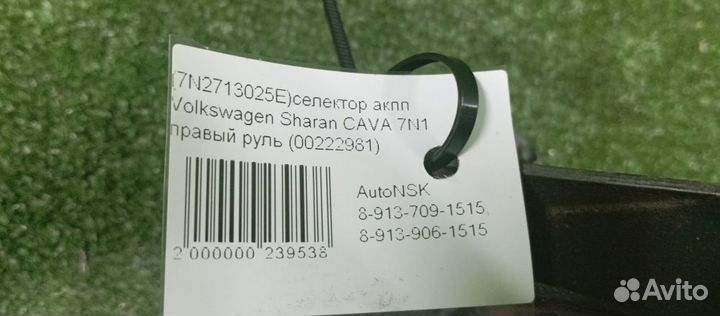 (7N2713025E)селектор акпп
Volkswagen Sharan CAVA 7N1
правый руль (00222981)
AutoNSK
8-913-709-1515
8-913-906-1515
2 000000 239538
Avito